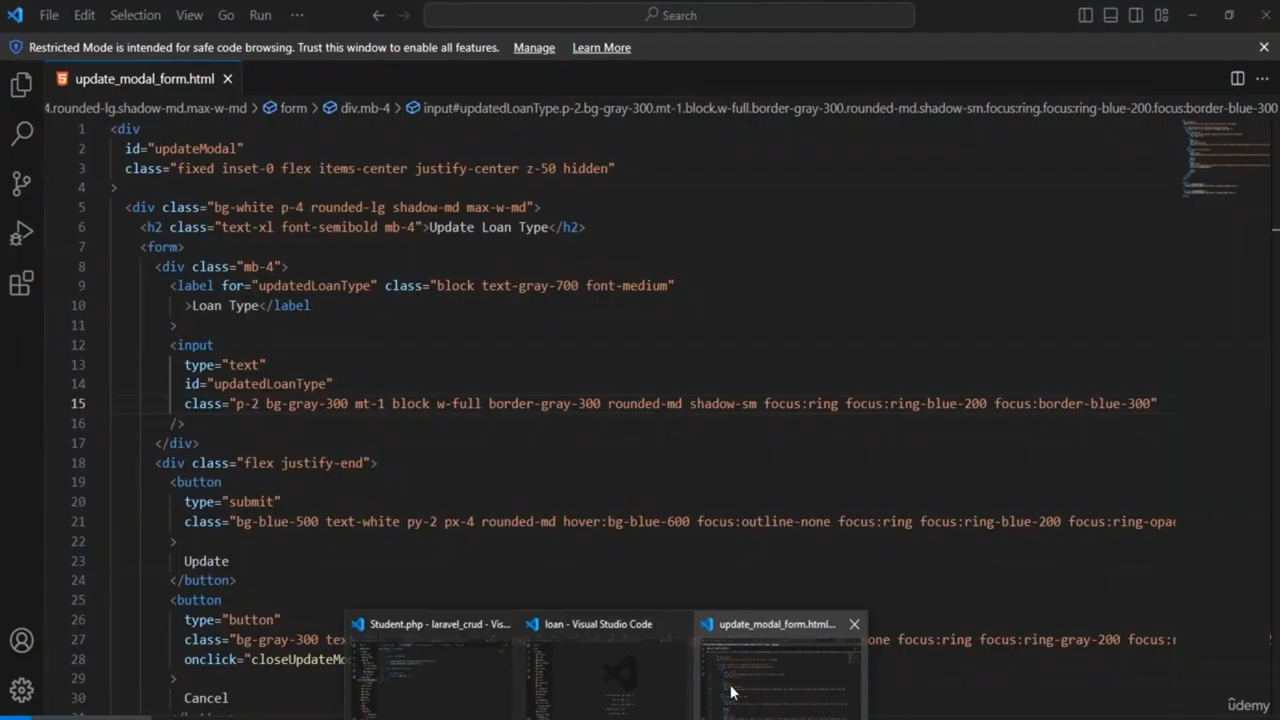 File Edit Selection View Go Run ··· Search
Restricted Mode is intended for safe code browsing. Trust this window to enable all features. Manage Learn More
update_modal_form.html
4.rounded-lg.shadow-md.max-w-md > form > div.mb-4 > input#updatedLoanType.p-2.bg-gray-300.mt-1.block.w-full.border-gray-300.rounded-md.shadow-sm.focus:ring.focus:ring-blue-200.focus:border-blue-300
1 <div
2 id="updateModal"
3 class="fixed inset-0 flex items-center justify-center z-50 hidden"
4 >
5 <div class="bg-white p-4 rounded-lg shadow-md max-w-md">
6 <h2 class="text-xl font-semibold mb-4">Update Loan Type</h2>
7 <form>
8 <div class="mb-4">
9 <label for="updatedLoanType" class="block text-gray-700 font-medium"
10 >Loan Type</label
11 >
12 <input
13 type="text"
14 id="updatedLoanType"
15 class="p-2 bg-gray-300 mt-1 block w-full border-gray-300 rounded-md shadow-sm focus:ring focus:ring-blue-200 focus:border-blue-300"
16 />
17 </div>
18 <div class="flex justify-end">
19 <button
20 type="submit"
21 class="bg-blue-500 text-white py-2 px-4 rounded-md hover:bg-blue-600 focus:outline-none focus:ring focus:ring-blue-200 focus:ring-opac
22 >
23 Update
24 </button>
25 <button
26 type="button"
27 class="bg-gray-300 tex one focus:ring focus:ring-gray-200 focus:r
28 onclick="closeUpdateMo
29 >
30 Cancel
Student.php - laravel_crud - Vis... loan - Visual Studio Code update_modal_form.html...
ûdemy